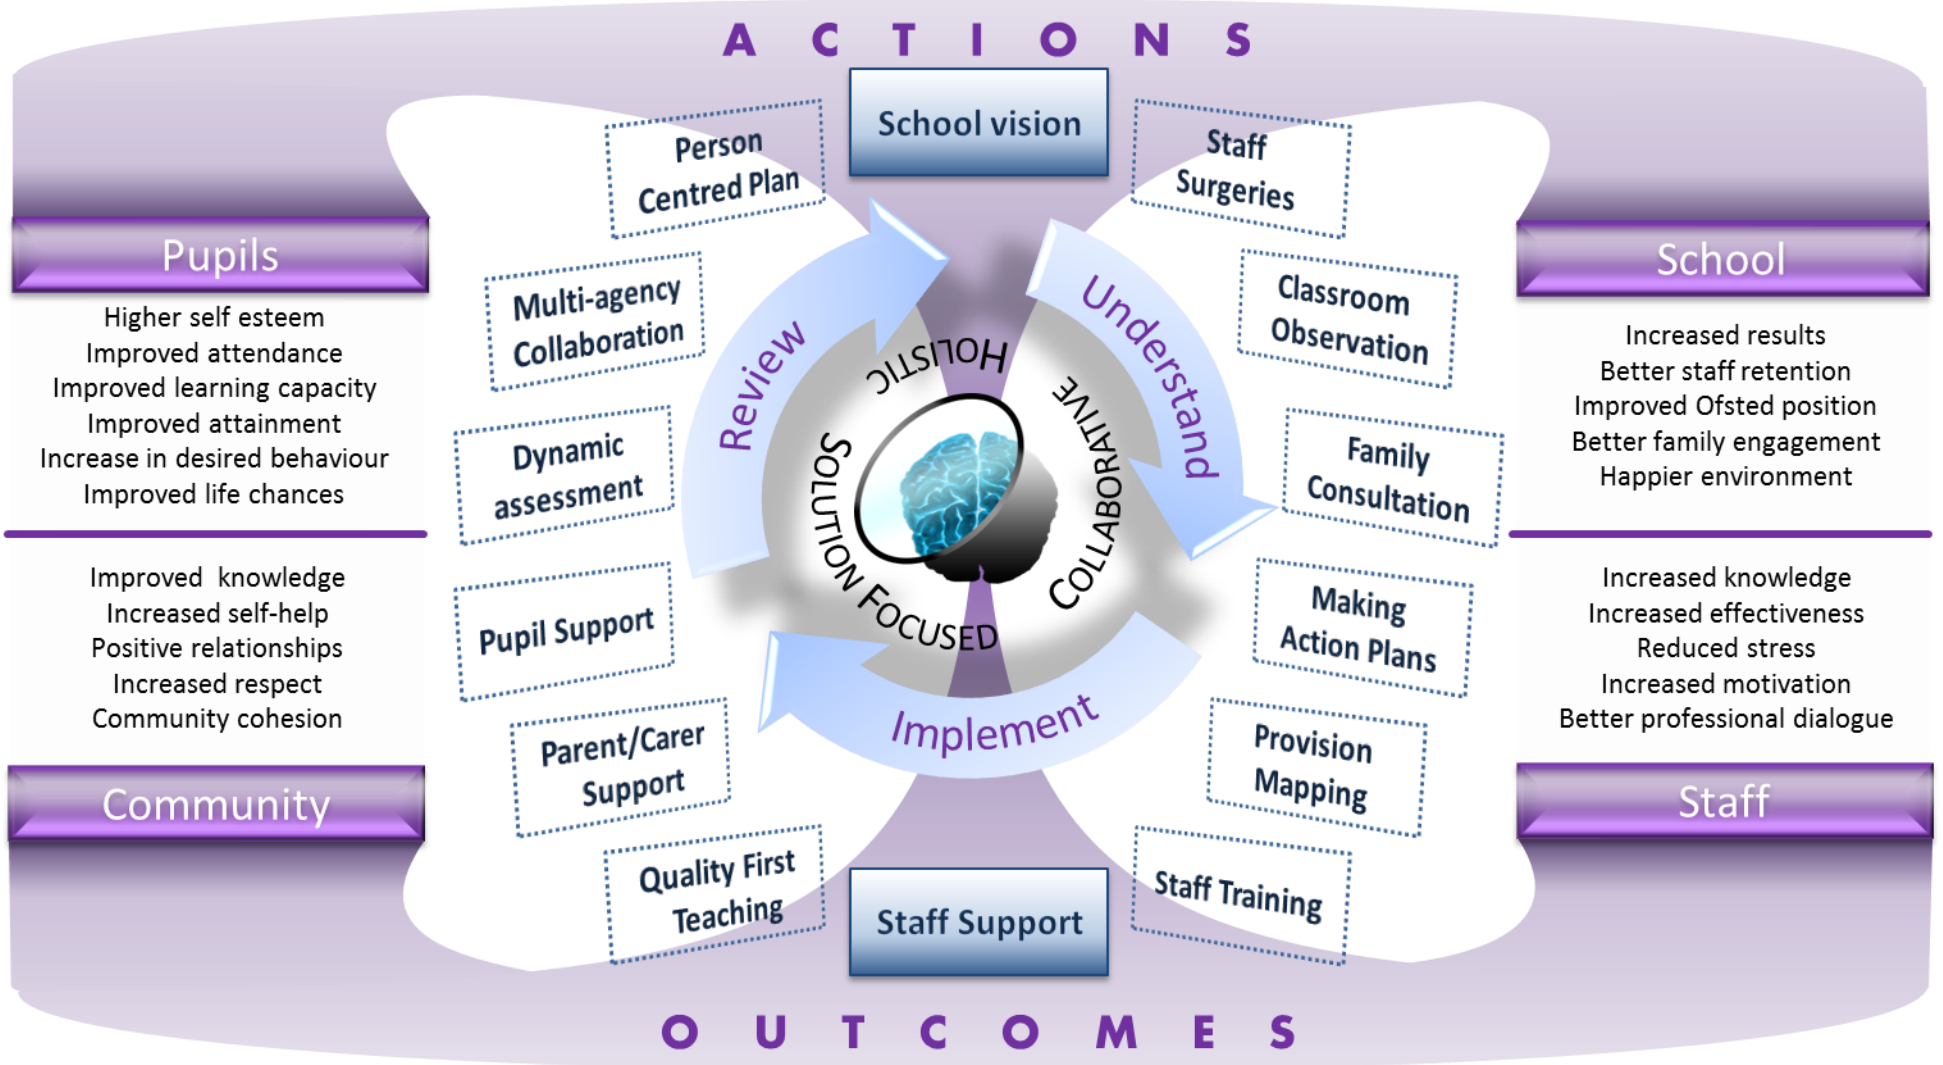 ACTIONS
School vision
Person
Centred Plan
Multi-agency
Collaboration
Dynamic
assessment
Pupil Support
Parent/Carer
Support
Quality First
Teaching
Staff
Surgeries
Classroom
Observation
Family
Consultation
Making
Action Plans
Provision
Mapping
Staff Training
Staff Support
Review
Understand
Implement
HOLISTIC
COLLABORATIVE
SOLUTION FOCUSED
Pupils
Higher self esteem
Improved attendance
Improved learning capacity
Improved attainment
Increase in desired behaviour
Improved life chances
Improved knowledge
Increased self-help
Positive relationships
Increased respect
Community cohesion
Community
School
Increased results
Better staff retention
Improved Ofsted position
Better family engagement
Happier environment
Increased knowledge
Increased effectiveness
Reduced stress
Increased motivation
Better professional dialogue
Staff
OUTCOMES